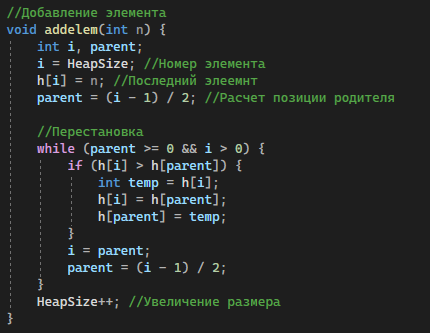 //Добавление элемента
void addelem(int n) {
    int i, parent;
    i = HeapSize; //Номер элемента
    h[i] = n; //Последний элеемнт
    parent = (i - 1) / 2; //Расчет позиции родителя

    //Перестановка
    while (parent >= 0 && i > 0) {
        if (h[i] > h[parent]) {
            int temp = h[i];
            h[i] = h[parent];
            h[parent] = temp;
        }
        i = parent;
        parent = (i - 1) / 2;
    }
    HeapSize++; //Увеличение размера
}